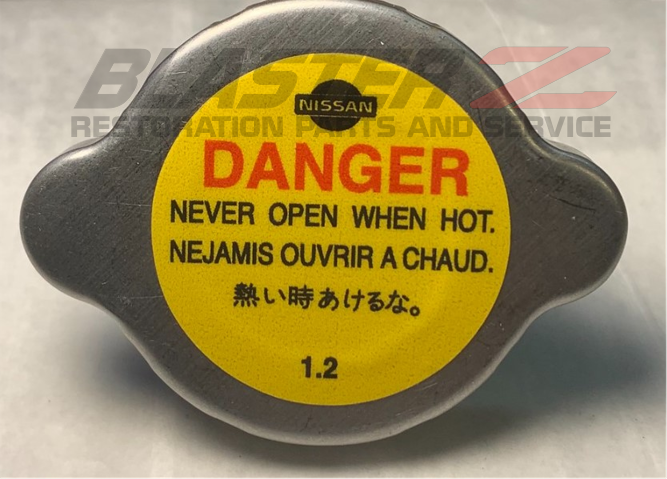 BLASTER Z
RESTORATION PARTS AND SERVICE
NISSAN
DANGER
NEVER OPEN WHEN HOT.
NEJAMIS OUVRIR A CHAUD.
熱い時あけるな。
1.2